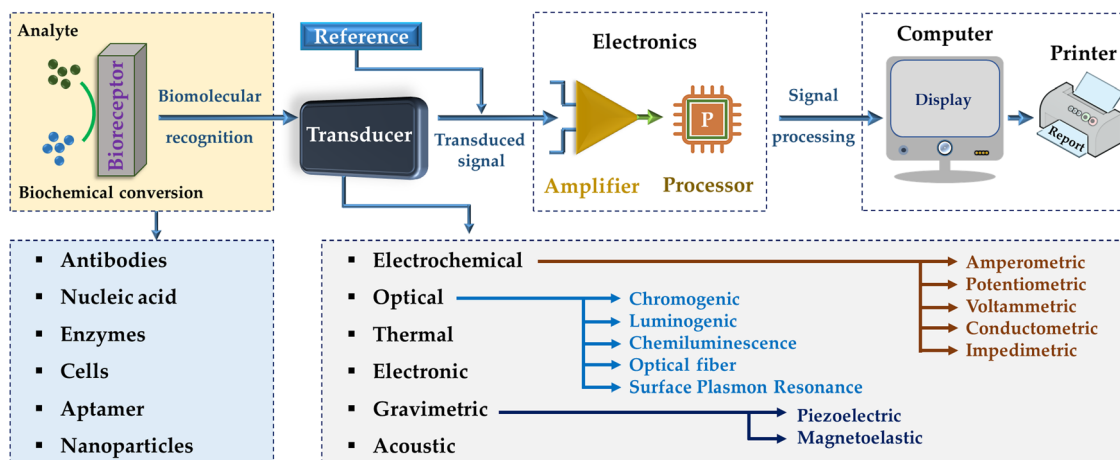 Analyte
Bioreceptor
Biochemical conversion
Biomolecular
recognition
Reference
Transducer
Transduced
signal
Electronics
P
Amplifier
Processor
Signal
processing
Computer
Display
Printer
Report
▪ Antibodies
▪ Nucleic acid
▪ Enzymes
▪ Cells
▪ Aptamer
▪ Nanoparticles
▪ Electrochemical
▪ Optical
▪ Thermal
▪ Electronic
▪ Gravimetric
▪ Acoustic
Chromogenic
Luminogenic
Chemiluminescence
Optical fiber
Surface Plasmon Resonance
Amperometric
Potentiometric
Voltammetric
Conductometric
Impedimetric
Piezoelectric
Magnetoelastic